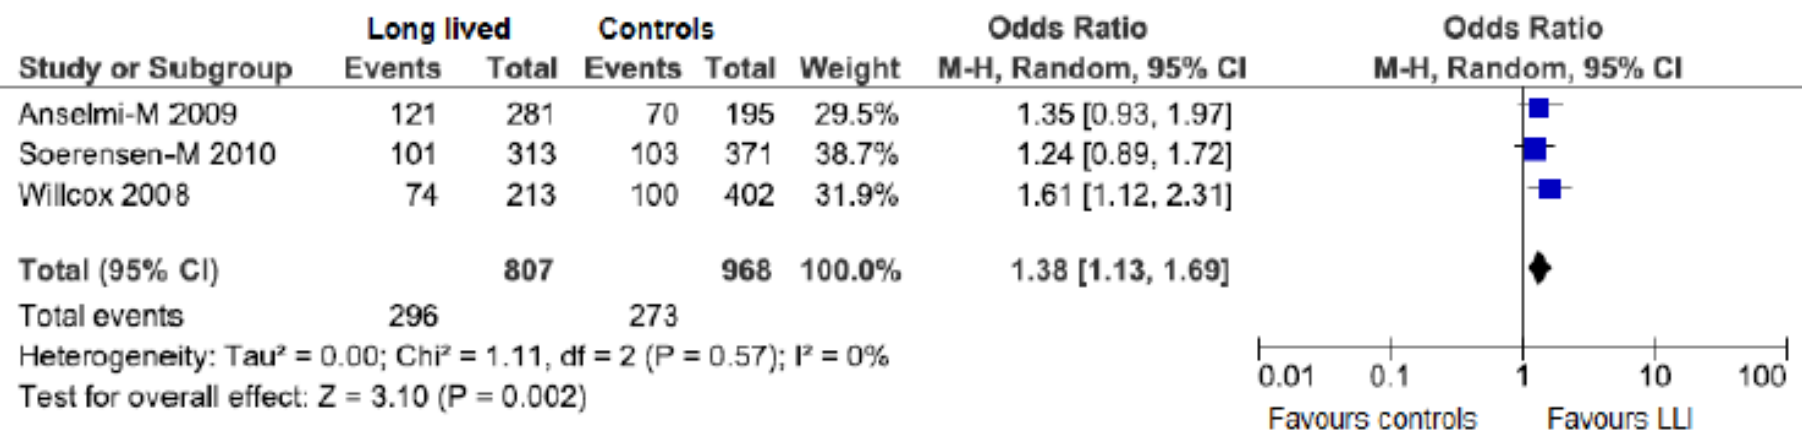 Long lived Controls Odds Ratio Odds Ratio
Study or Subgroup Events Total Events Total Weight M-H, Random, 95% CI M-H, Random, 95% CI
Anselmi-M 2009 121 281 70 195 29.5% 1.35 [0.93, 1.97]
Soerensen-M 2010 101 313 103 371 38.7% 1.24 [0.89, 1.72]
Willcox 2008 74 213 100 402 31.9% 1.61 [1.12, 2.31]
Total (95% CI) 807 968 100.0% 1.38 [1.13, 1.69]
Total events 296 273
Heterogeneity: Tau² = 0.00; Chi² = 1.11, df = 2 (P = 0.57); I² = 0%
Test for overall effect: Z = 3.10 (P = 0.002)
0.01 0.1 1 10 100
Favours controls Favours LLI